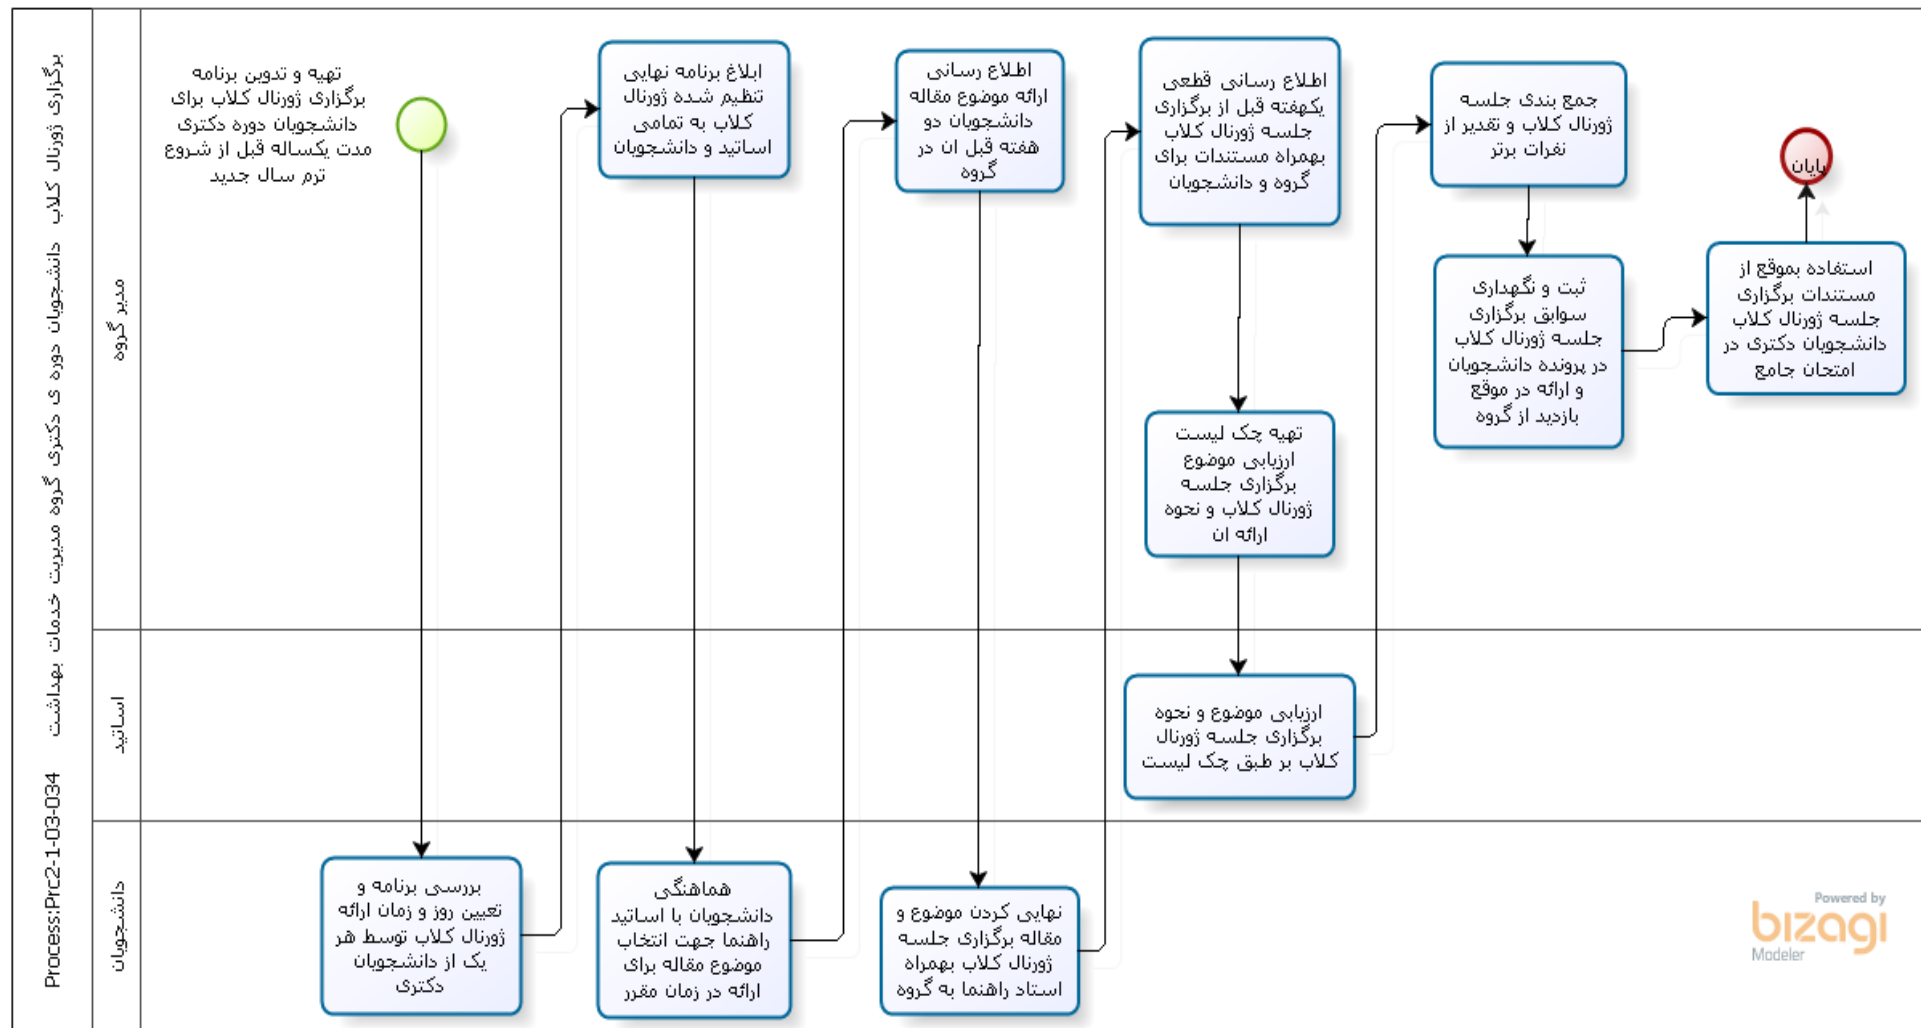 برگزاری ژورنال کلاب دانشجویان دوره ی دکتری گروه مدیریت خدمات بهداشت
Process:Prc2-1-03-034
مدیر گروه
تهیه و تدوین برنامه
برگزاری ژورنال کلاب برای
دانشجویان دوره دکتری
مدت یکساله قبل از شروع
ترم سال جدید
ابلاغ برنامه نهایی
تنظیم شده ژورنال
کلاب به تمامی
اساتید و دانشجویان
اطلاع رسانی
ارائه موضوع مقاله
دانشجویان دو
هفته قبل ان در
گروه
اطلاع رسانی قطعی
یکهفته قبل از برگزاری
جلسه ژورنال کلاب
بهمراه مستندات برای
گروه و دانشجویان
جمع بندی جلسه
ژورنال کلاب و تقدیر از
نفرات برتر
پایان
ثبت و نگهداری
سوابق برگزاری
جلسه ژورنال کلاب
در پرونده دانشجویان
و ارائه در موقع
بازدید از گروه
استفاده بموقع از
مستندات برگزاری
جلسه ژورنال کلاب
دانشجویان دکتری در
امتحان جامع
تهیه چک لیست
ارزیابی موضوع
برگزاری جلسه
ژورنال کلاب و نحوه
ارائه ان
اساتید
ارزیابی موضوع و نحوه
برگزاری جلسه ژورنال
کلاب بر طبق چک لیست
دانشجویان
بررسی برنامه و
تعیین روز و زمان ارائه
ژورنال کلاب توسط هر
یک از دانشجویان
دکتری
هماهنگی
دانشجویان با اساتید
راهنما جهت انتخاب
موضوع مقاله برای
ارائه در زمان مقرر
نهایی کردن موضوع و
مقاله برگزاری جلسه
ژورنال کلاب بهمراه
استاد راهنما به گروه
Powered by
bizagi
Modeler